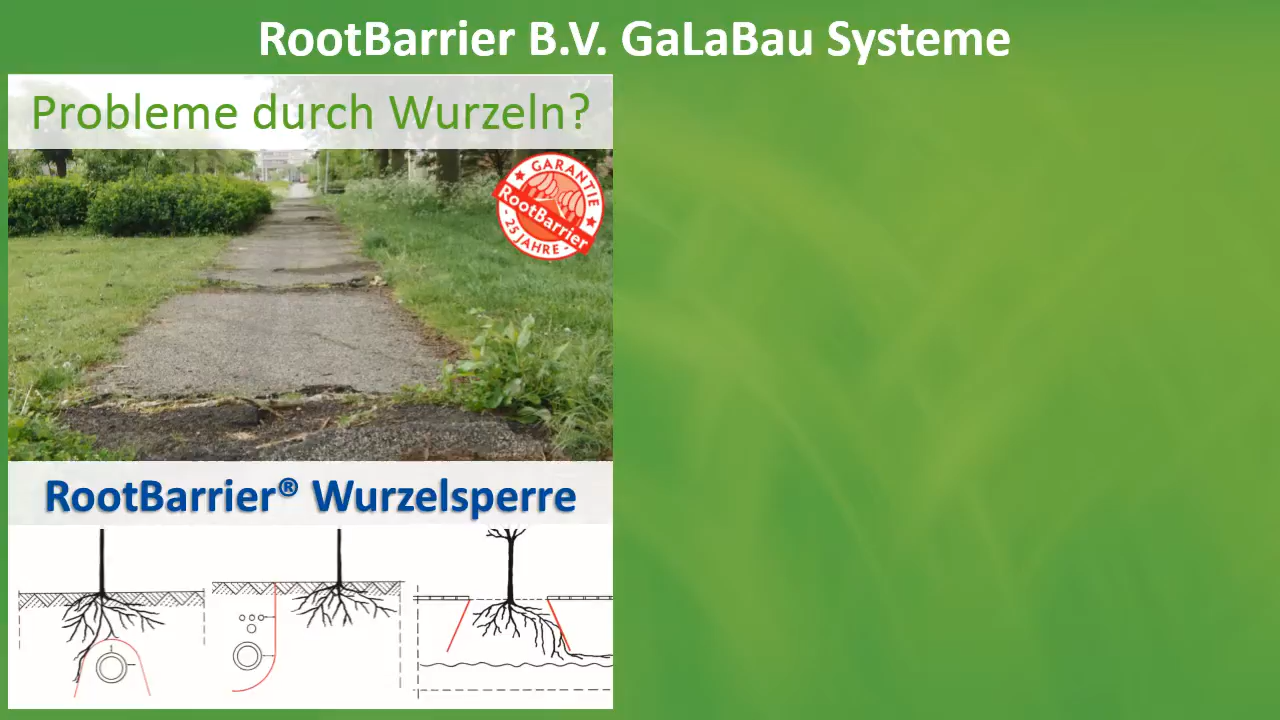 RootBarrier B.V. GaLaBau Systeme
Probleme durch Wurzeln?
GARANTIE
RootBarrier
- 25 JAHRE -
RootBarrier® Wurzelsperre